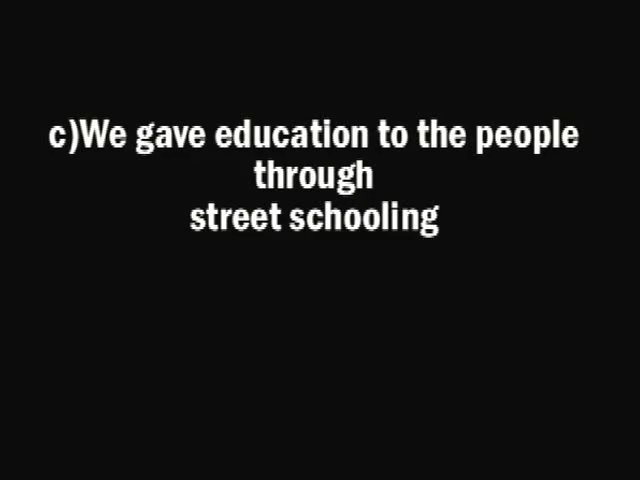 c)We gave education to the people
through
street schooling